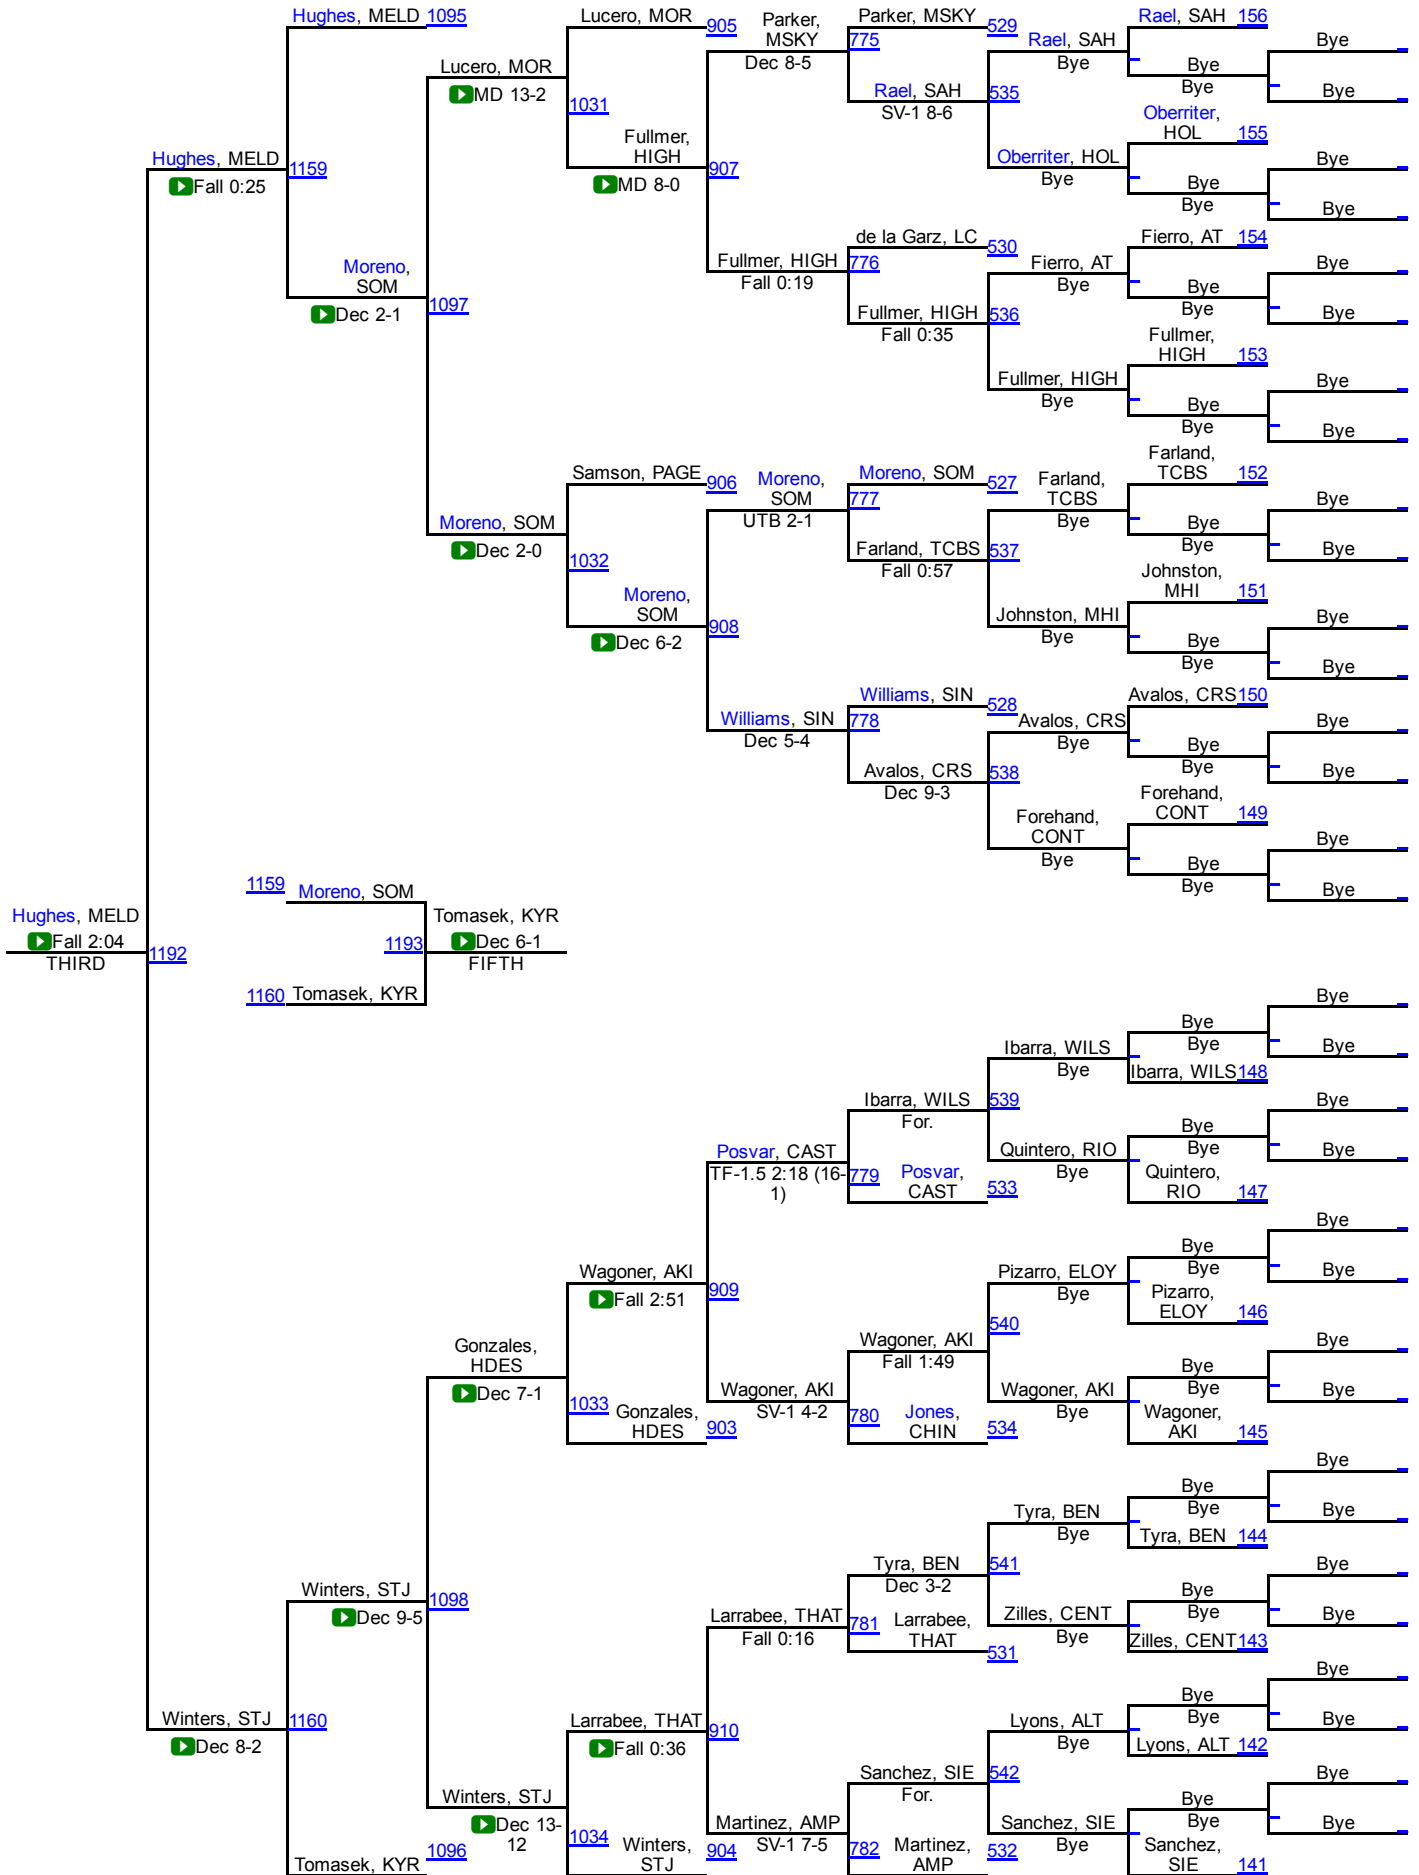 Hughes, MELD 1095
Lucero, MOR 905
Parker, MSKY
Dec 8-5
Parker, MSKY 529
775
Rael, SAH
Bye
Rael, SAH 156
Bye
Bye
Bye
Bye
Lucero, MOR
MD 13-2
1031
Rael, SAH 535
SV-1 8-6
Oberriter, HOL 155
Fullmer, HIGH
MD 8-0
907
Oberriter, HOL
Bye
Bye
Bye
Bye
Bye
Hughes, MELD 1159
Fall 0:25
de la Garz, LC 530
Fierro, AT 154
Fullmer, HIGH 776
Fall 0:19
Fierro, AT
Bye
Bye
Bye
Bye
Bye
Moreno, SOM
Dec 2-1
1097
Fullmer, HIGH 536
Fall 0:35
Fullmer, HIGH 153
Fullmer, HIGH
Bye
Bye
Bye
Bye
Bye
Samson, PAGE 906
Moreno, SOM
UTB 2-1
Moreno, SOM 527
777
Farland, TCBS
Bye
Farland, TCBS 152
Bye
Bye
Bye
Bye
Moreno, SOM
Dec 2-0
1032
Farland, TCBS 537
Fall 0:57
Johnston, MHI 151
Moreno, SOM
Dec 6-2
908
Johnston, MHI
Bye
Bye
Bye
Bye
Bye
Williams, SIN 528
Avalos, CRS 150
Williams, SIN 778
Dec 5-4
Avalos, CRS
Bye
Bye
Bye
Bye
Bye
Avalos, CRS 538
Dec 9-3
Forehand, CONT 149
Forehand, CONT
Bye
Bye
Bye
Bye
Bye
1159 Moreno, SOM
Hughes, MELD
Fall 2:04
THIRD
1192
1193
Tomasek, KYR
Dec 6-1
FIFTH
1160 Tomasek, KYR
Bye
Bye
Bye
Bye
Ibarra, WILS
Bye
Ibarra, WILS 148
Ibarra, WILS 539
For.
Bye
Bye
Bye
Bye
Posvar, CAST
TF-1.5 2:18 (16-
1)
779
Posvar, CAST 533
Quintero, RIO
Bye
Quintero, RIO 147
Bye
Bye
Bye
Bye
Wagoner, AKI
Fall 2:51
909
Pizarro, ELOY
Bye
Pizarro, ELOY 146
540
Gonzales, HDES
Dec 7-1
Wagoner, AKI
Fall 1:49
Bye
Bye
Bye
Bye
1033
Gonzales, HDES 903
Wagoner, AKI
SV-1 4-2
780
Jones, CHIN 534
Wagoner, AKI
Bye
Wagoner, AKI 145
Bye
Bye
Bye
Bye
Tyra, BEN
Bye
Tyra, BEN 144
Tyra, BEN 541
Dec 3-2
Bye
Bye
Bye
Bye
Winters, STJ
Dec 9-5
1098
Larrabee, THAT
Fall 0:16
781
Larrabee, THAT
531
Zilles, CENT
Bye
Zilles, CENT 143
Bye
Bye
Bye
Bye
Winters, STJ 1160
Dec 8-2
Larrabee, THAT 910
Fall 0:36
Lyons, ALT
Bye
Lyons, ALT 142
Sanchez, SIE 542
For.
Bye
Bye
Bye
Bye
Winters, STJ
Dec 13-
12
1034
Winters, STJ
904
Martinez, AMP
SV-1 7-5
782
Martinez, AMP
532
Sanchez, SIE
Bye
Sanchez, SIE
141
Tomasek, KYR 1096